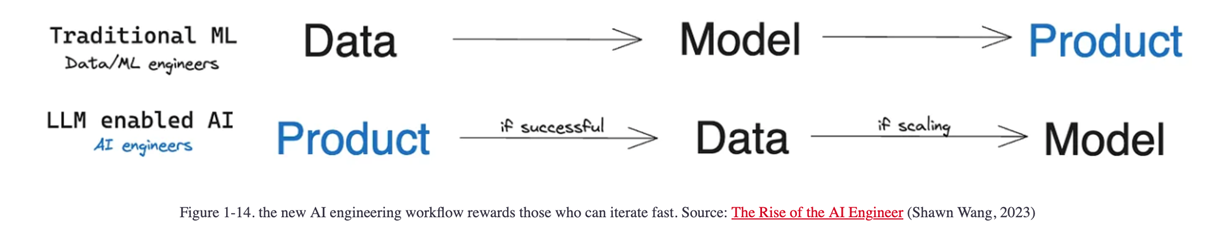 Traditional ML
Data/ML engineers
Data
Model
Product
LLM enabled AI
AI engineers
Product
if successful
Data
if scaling
Model
Figure 1-14. the new AI engineering workflow rewards those who can iterate fast. Source: The Rise of the AI Engineer (Shawn Wang, 2023)